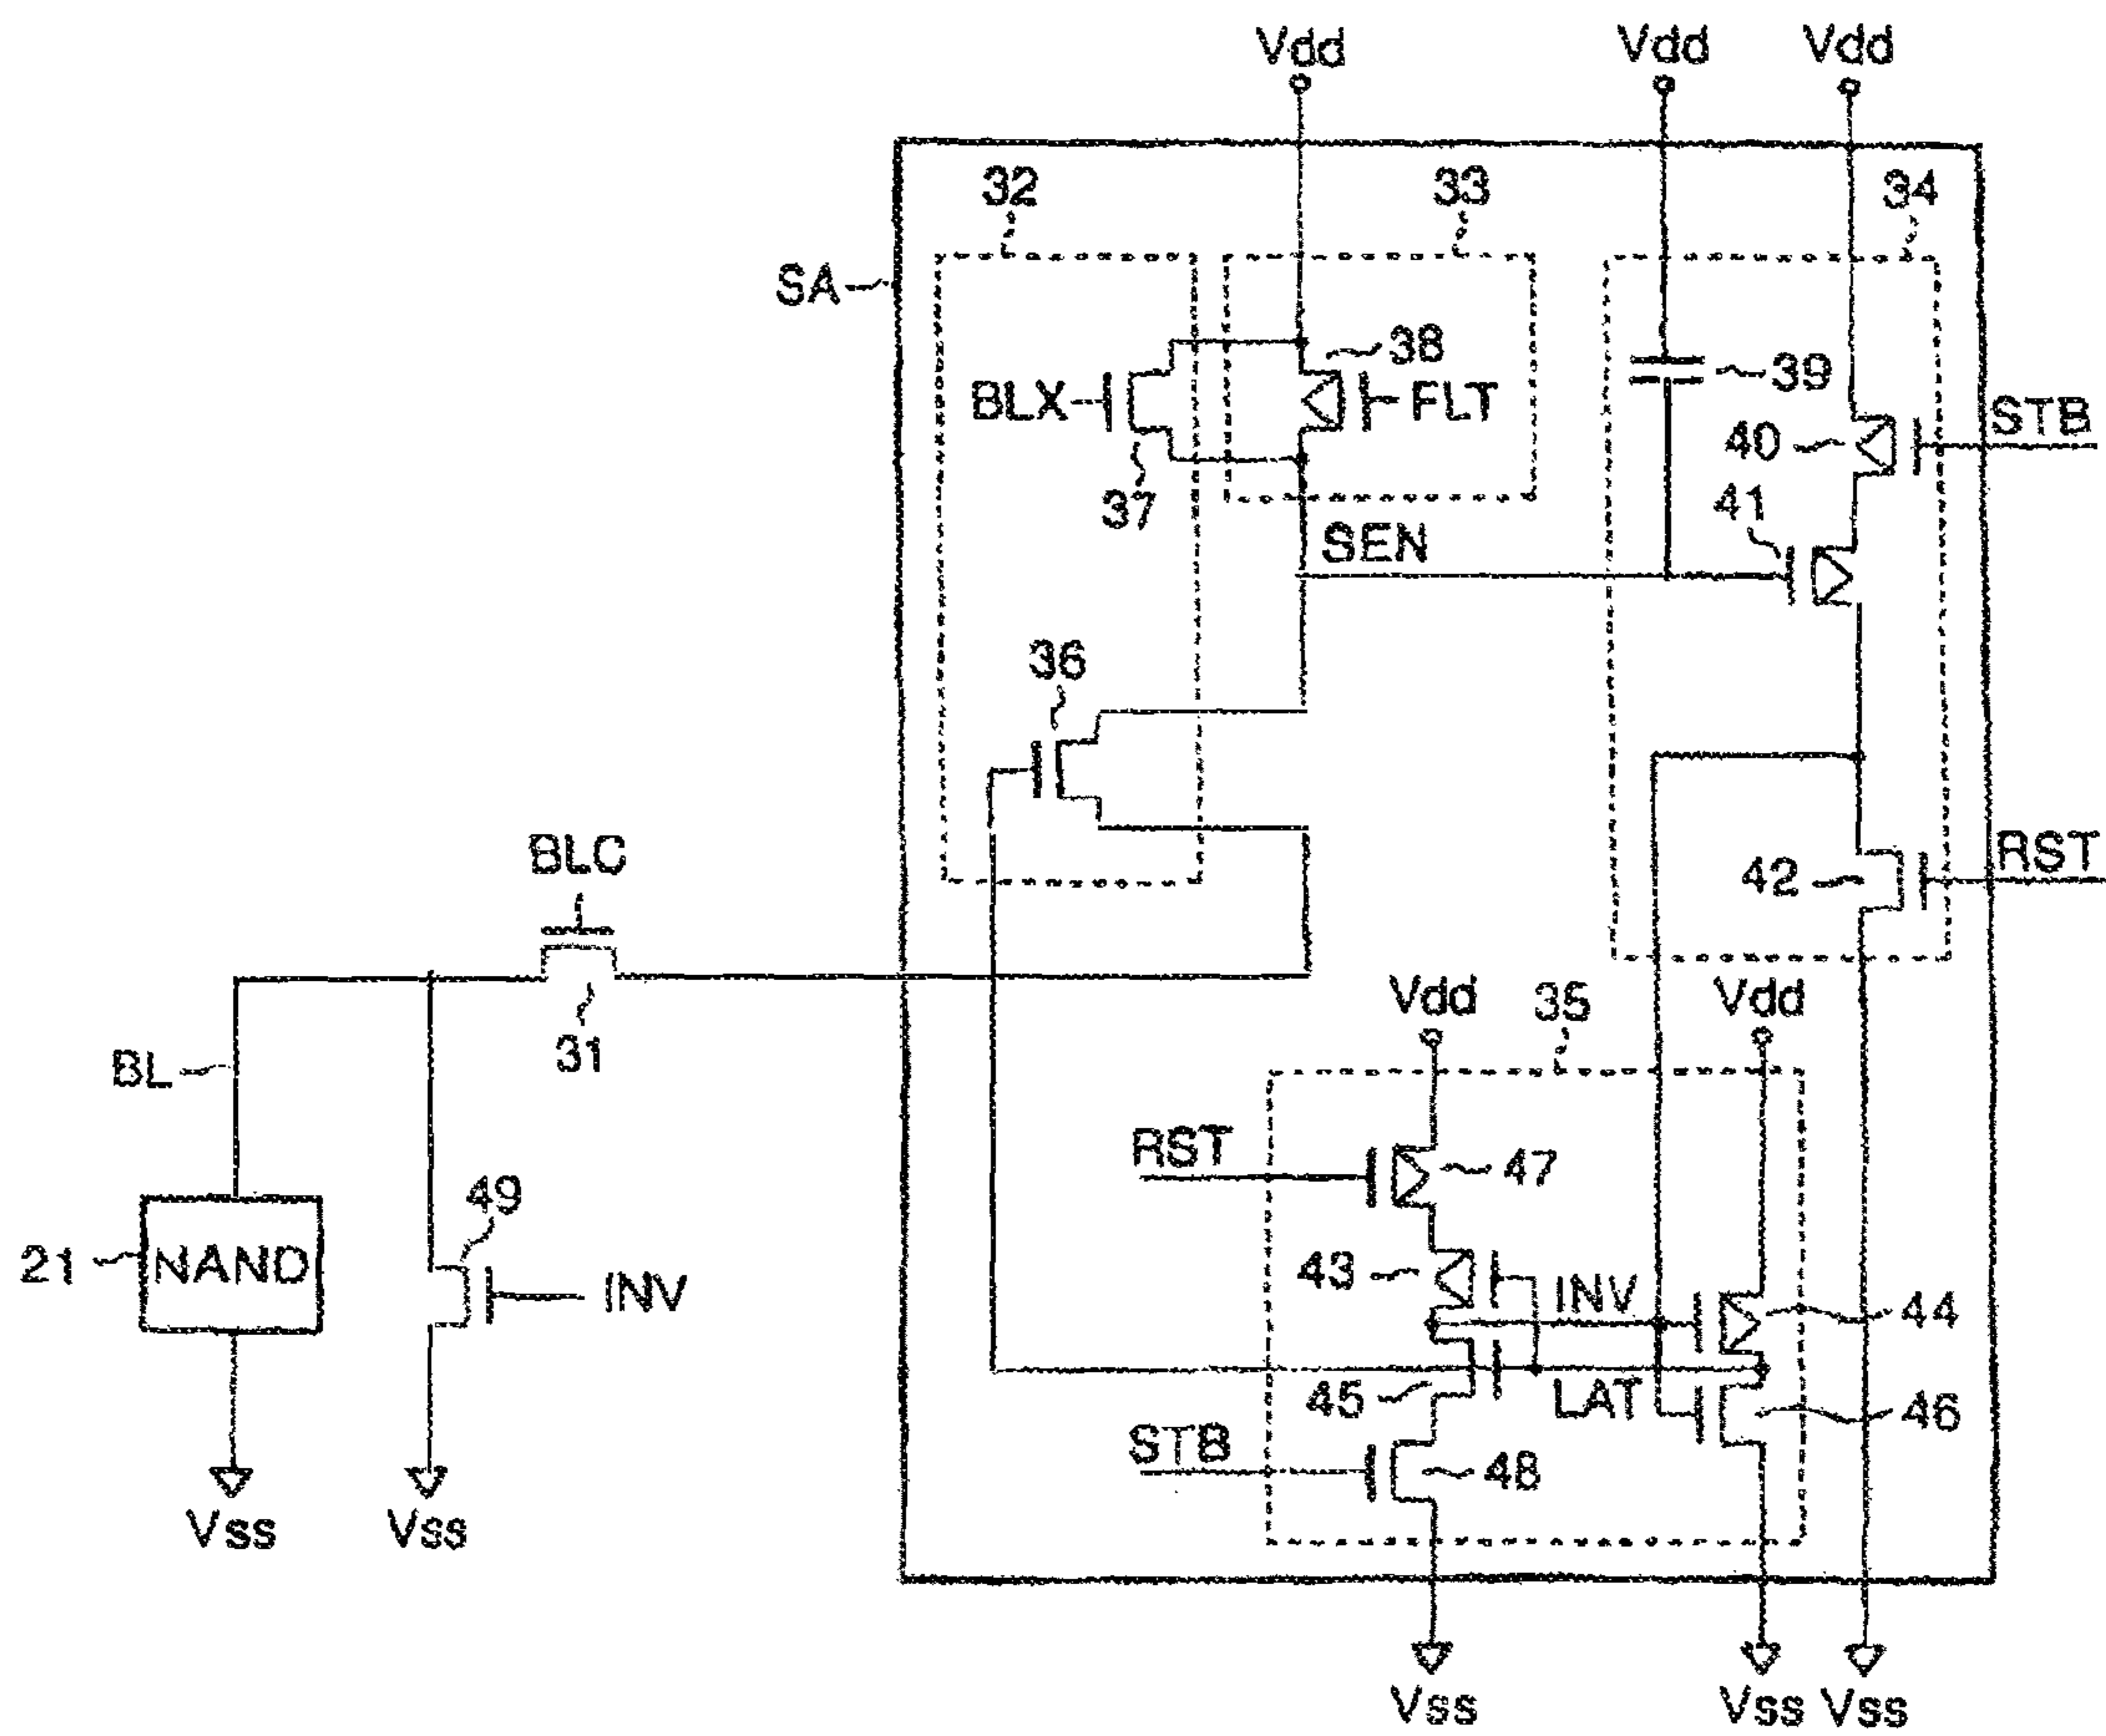 Vdd
Vdd
Vdd
32
33
34
SA
38
BLX
FLT
39
STB
40
37
41
SEN
36
BLC
RST
42
31
Vdd
35
Vdd
BL
RST
47
49
21
NAND
INV
43
INV
44
45
LAT
46
STB
48
Vss
Vss
Vss
Vss
Vss